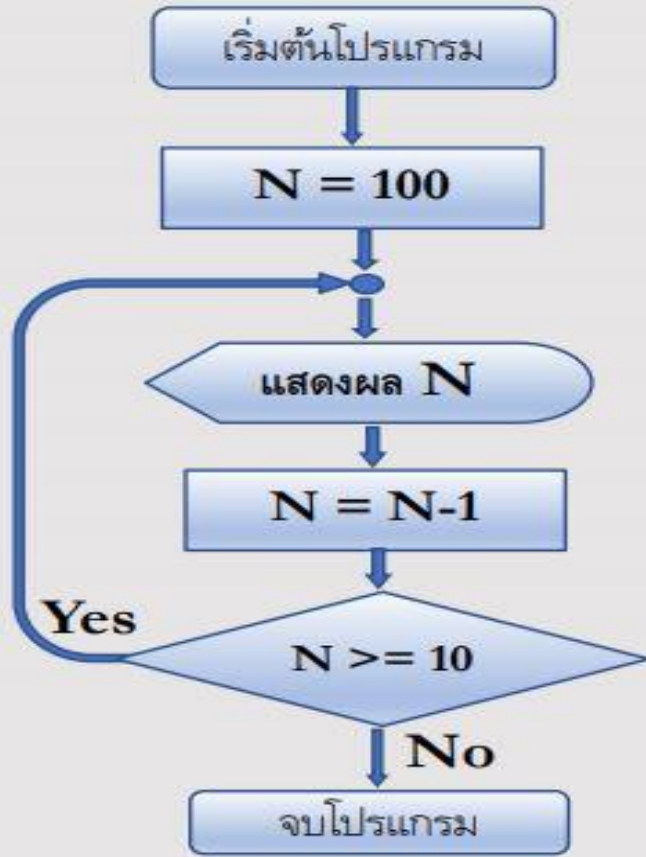 เริ่มต้นโปรแกรม
N = 100
แสดงผล N
N = N-1
Yes
N >= 10
No
จบโปรแกรม